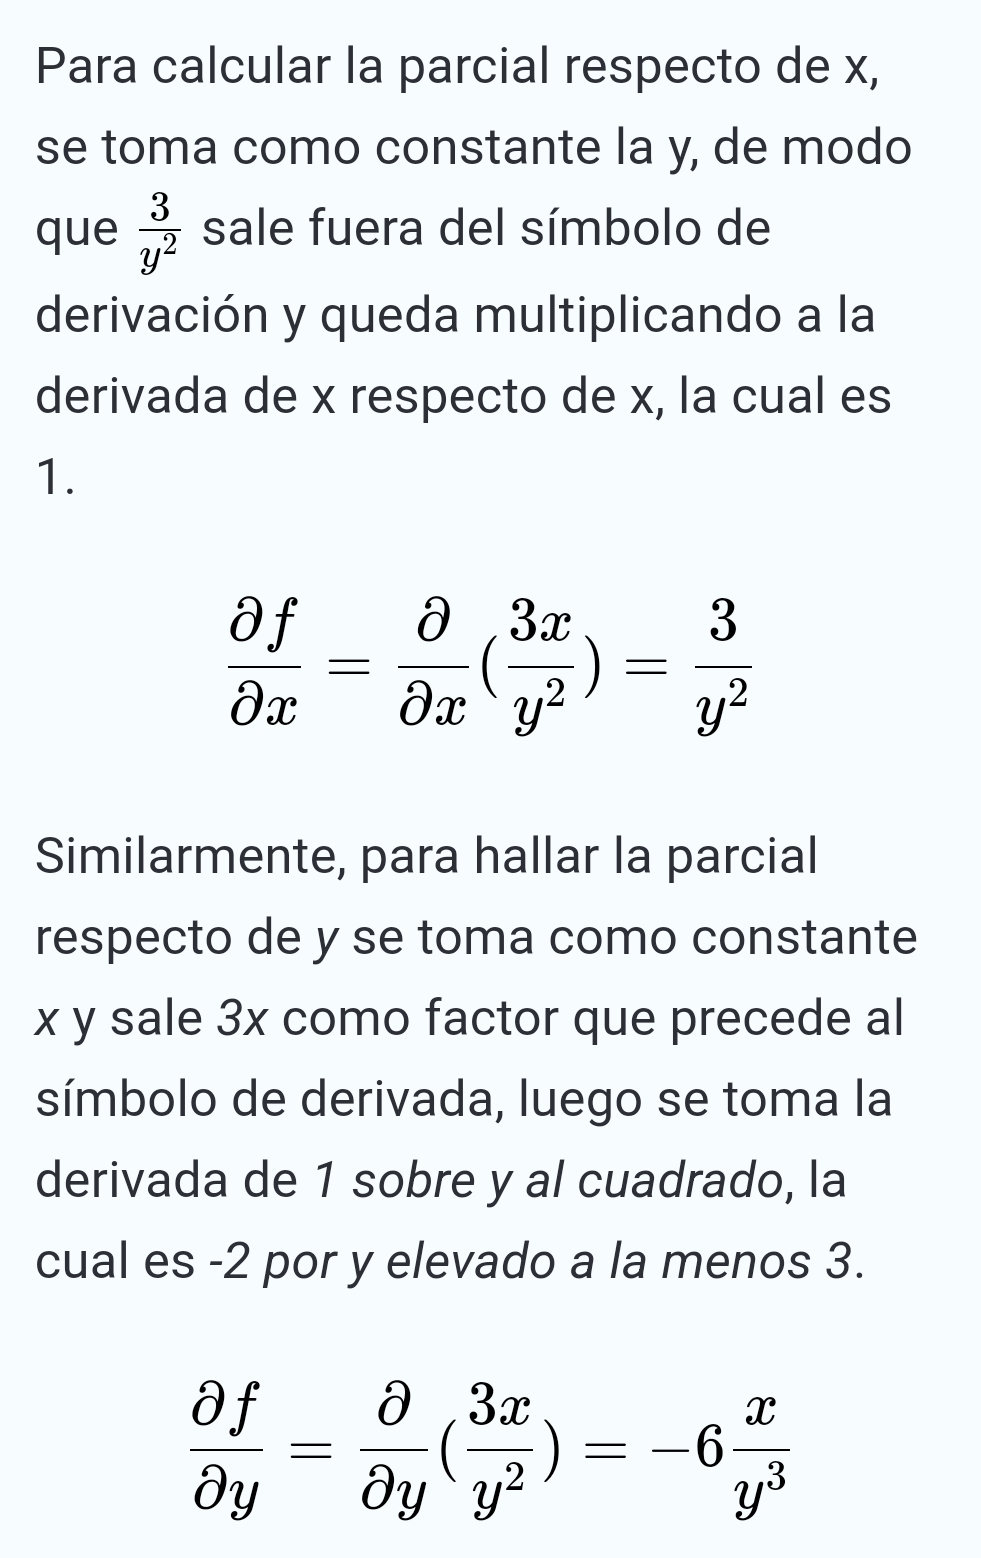 Para calcular la parcial respecto de x,
se toma como constante la y, de modo
que $\frac{3}{y^2}$ sale fuera del símbolo de
derivación y queda multiplicando a la
derivada de x respecto de x, la cual es
1.
$\frac{\partial f}{\partial x} = \frac{\partial}{\partial x}(\frac{3x}{y^2}) = \frac{3}{y^2}$
Similarmente, para hallar la parcial
respecto de y se toma como constante
x y sale 3x como factor que precede al
símbolo de derivada, luego se toma la
derivada de 1 sobre y al cuadrado, la
cual es -2 por y elevado a la menos 3.
$\frac{\partial f}{\partial y} = \frac{\partial}{\partial y}(\frac{3x}{y^2}) = -6\frac{x}{y^3}$